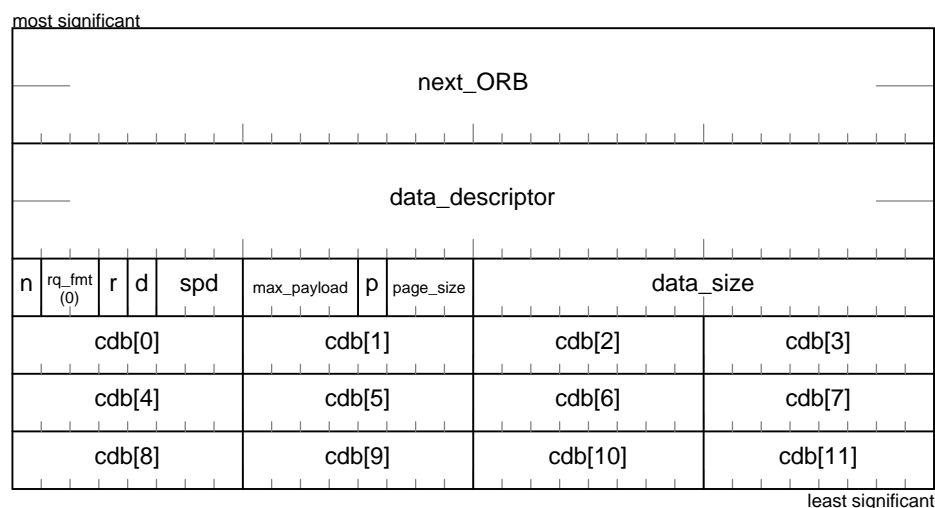 most significant
next_ORB
data_descriptor
n rq_fmt (0) r d spd max_payload p page_size data_size
cdb[0] cdb[1] cdb[2] cdb[3]
cdb[4] cdb[5] cdb[6] cdb[7]
cdb[8] cdb[9] cdb[10] cdb[11]
least significant